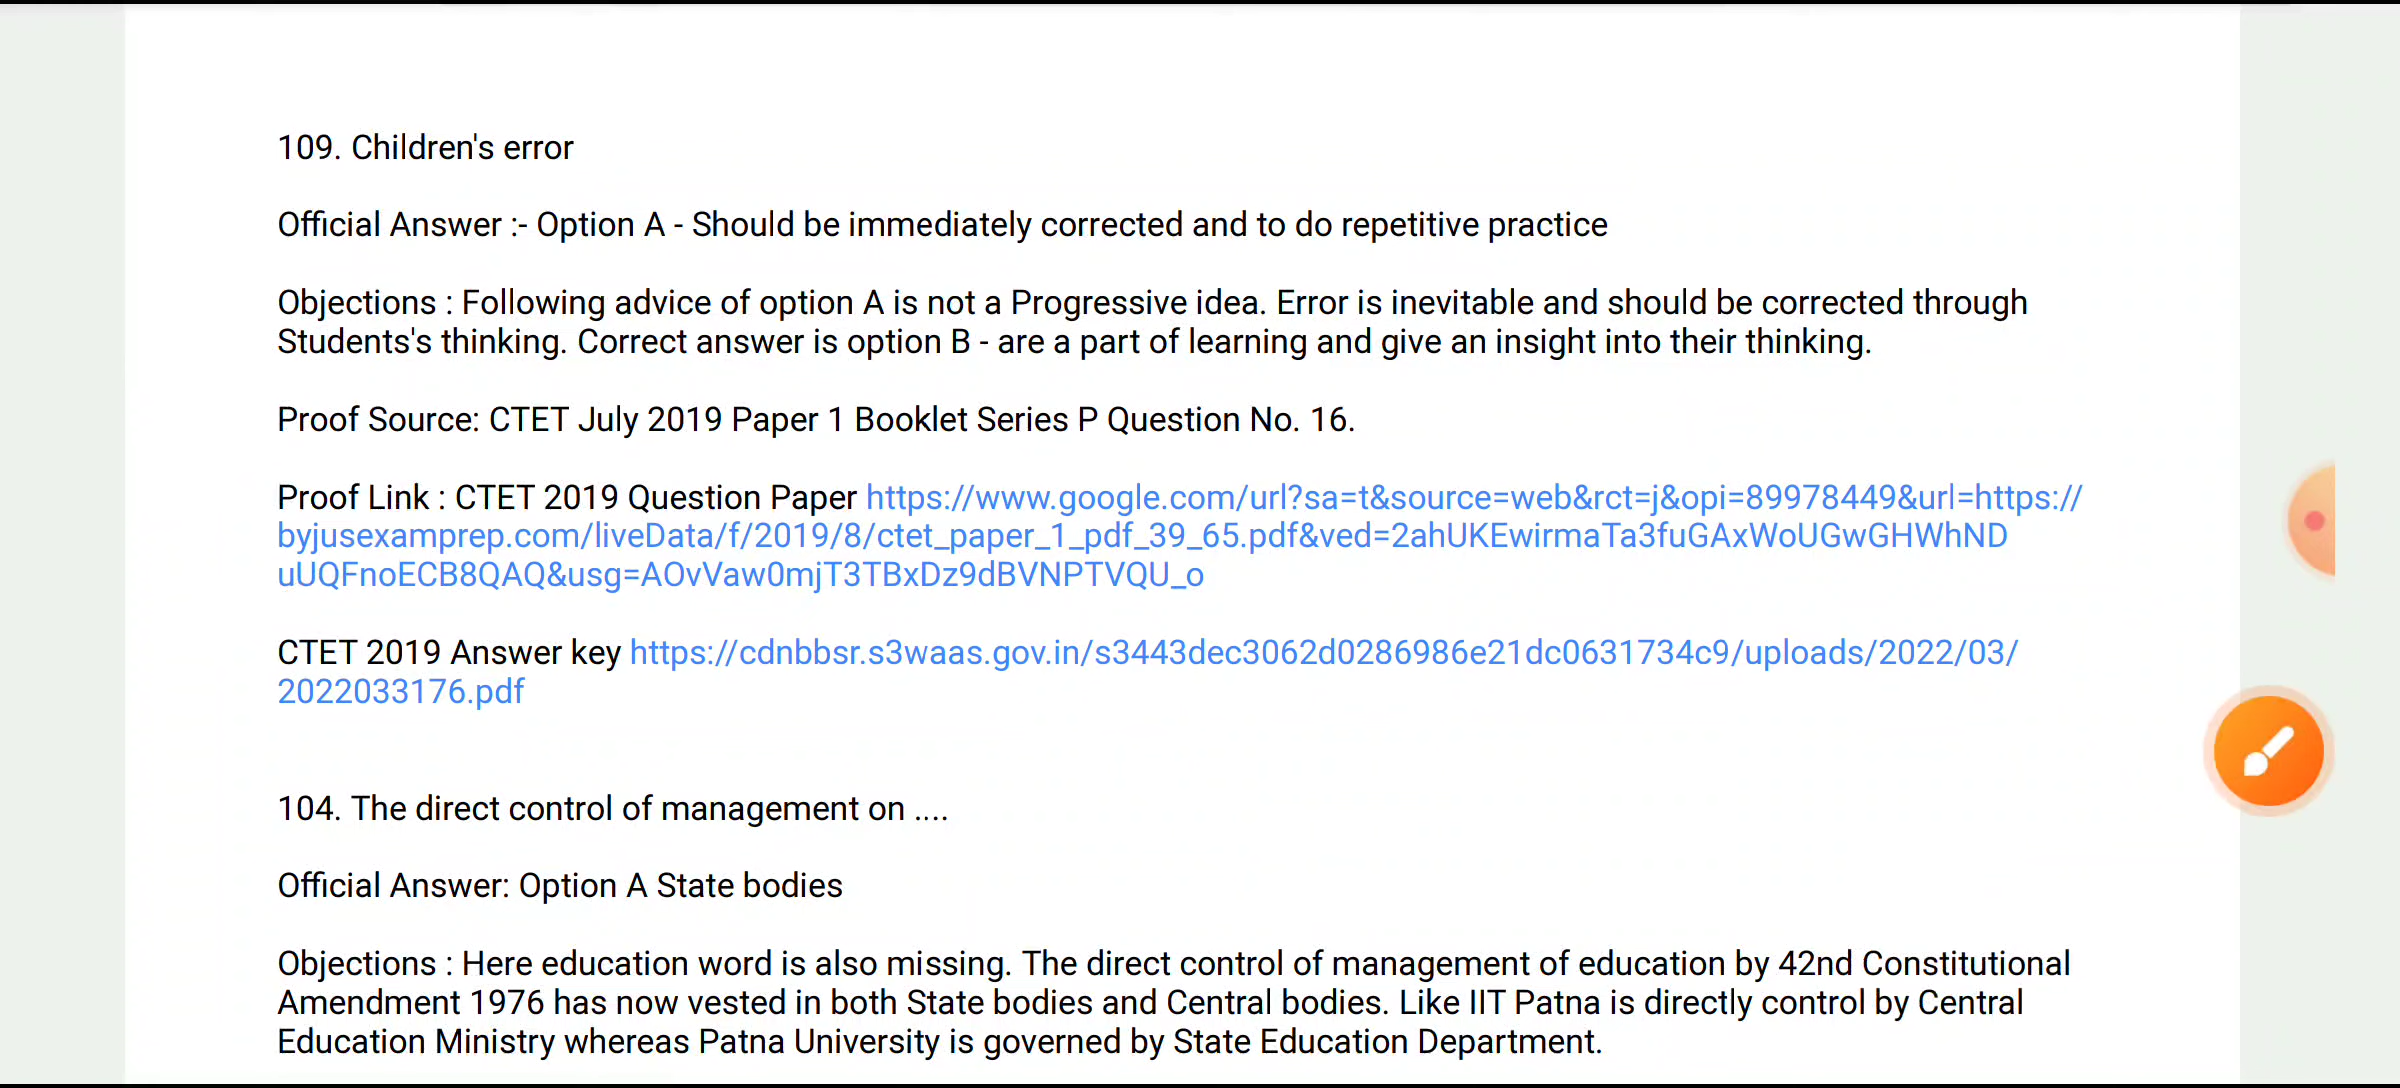 109. Children's error
Official Answer :- Option A - Should be immediately corrected and to do repetitive practice
Objections : Following advice of option A is not a Progressive idea. Error is inevitable and should be corrected through
Students's thinking. Correct answer is option B - are a part of learning and give an insight into their thinking.
Proof Source: CTET July 2019 Paper 1 Booklet Series P Question No. 16.
Proof Link : CTET 2019 Question Paper https://www.google.com/url?sa=t&source=web&rct=j&opi=89978449&url=https://
byjusexamprep.com/liveData/f/2019/8/ctet_paper_1_pdf_39_65.pdf&ved=2ahUKEwirmaTa3fuGAxWoUGwGHWhND
uUQFnoECB8QAQ&usg=AOvVaw0mjT3TBxDz9dBVNPTVQU_o
CTET 2019 Answer key https://cdnbbsr.s3waas.gov.in/s3443dec3062d0286986e21dc0631734c9/uploads/2022/03/
2022033176.pdf
104. The direct control of management on ....
Official Answer: Option A State bodies
Objections : Here education word is also missing. The direct control of management of education by 42nd Constitutional
Amendment 1976 has now vested in both State bodies and Central bodies. Like IIT Patna is directly control by Central
Education Ministry whereas Patna University is governed by State Education Department.